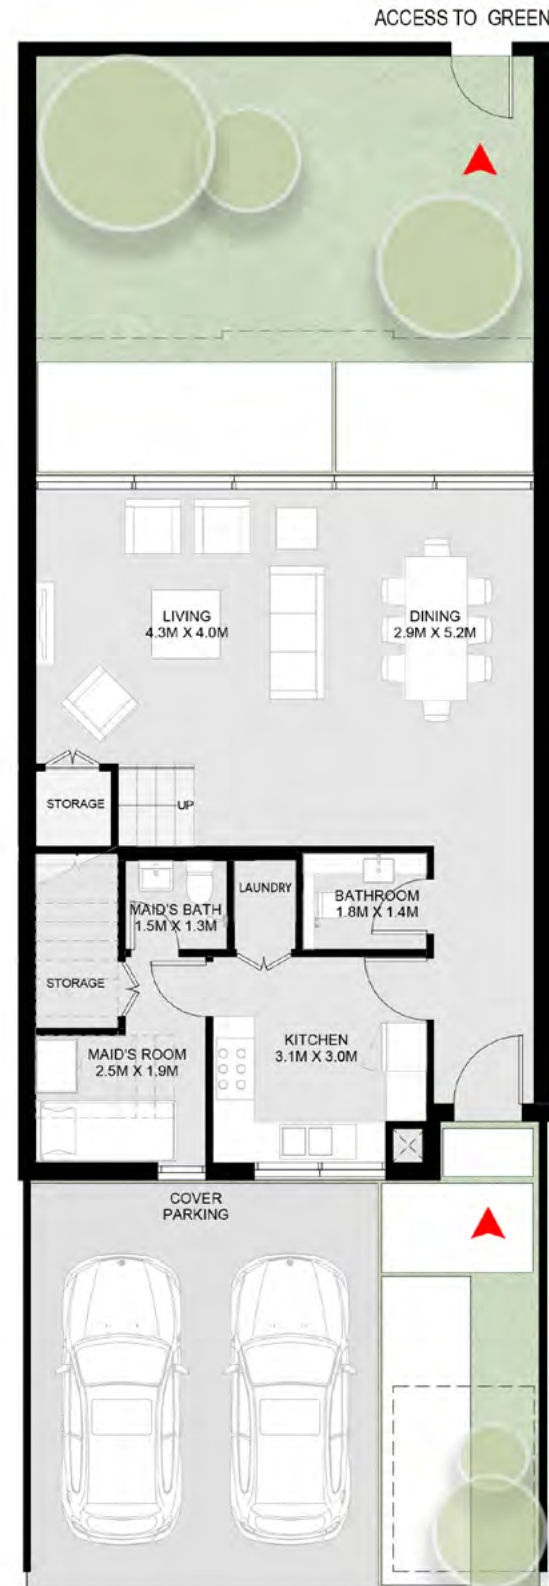 ACCESS TO GREEN
LIVING
4.3M X 4.0M
DINING
2.9M X 5.2M
STORAGE
UP
MAID'S BATH
1.5M X 1.3M
LAUNDRY
BATHROOM
1.8M X 1.4M
STORAGE
MAID'S ROOM
2.5M X 1.9M
KITCHEN
3.1M X 3.0M
COVER
PARKING